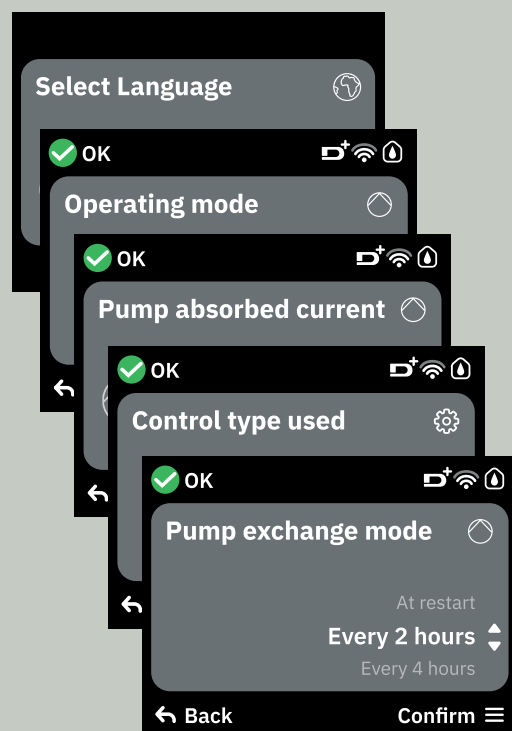 Select Language
OK
Operating mode
OK
Pump absorbed current
OK
Control type used
OK
Pump exchange mode
At restart
Every 2 hours
Every 4 hours
Back
Confirm